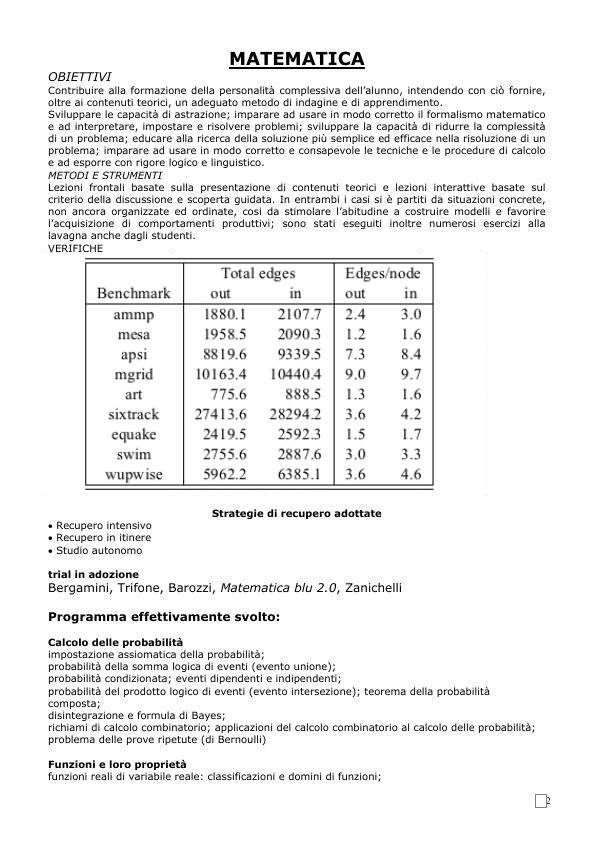 MATEMATICA
OBIETTIVI
Contribuire alla formazione della personalità complessiva dell’alunno, intendendo con ciò fornire,
oltre ai contenuti teorici, un adeguato metodo di indagine e di apprendimento.
Sviluppare le capacità di astrazione; imparare ad usare in modo corretto il formalismo matematico
e ad interpretare, impostare e risolvere problemi; sviluppare la capacità di ridurre la complessità
di un problema; educare alla ricerca della soluzione più semplice ed efficace nella risoluzione di un
problema; imparare ad usare in modo corretto e consapevole le tecniche e le procedure di calcolo
e ad esporre con rigore logico e linguistico.
METODI E STRUMENTI
Lezioni frontali basate sulla presentazione di contenuti teorici e lezioni interattive basate sul
criterio della discussione e scoperta guidata. In entrambi i casi si è partiti da situazioni concrete,
non ancora organizzate ed ordinate, cosi da stimolare l’abitudine a costruire modelli e favorire
l’acquisizione di comportamenti produttivi; sono stati eseguiti inoltre numerosi esercizi alla
lavagna anche dagli studenti.
VERIFICHE
Total edges Edges/node
Benchmark out in out in
ammp 1880.1 2107.7 2.4 3.0
mesa 1958.5 2090.3 1.2 1.6
apsi 8819.6 9339.5 7.3 8.4
mgrid 10163.4 10440.4 9.0 9.7
art 775.6 888.5 1.3 1.6
sixtrack 27413.6 28294.2 3.6 4.2
equake 2419.5 2592.3 1.5 1.7
swim 2755.6 2887.6 3.0 3.3
wupwise 5962.2 6385.1 3.6 4.6
Strategie di recupero adottate
• Recupero intensivo
• Recupero in itinere
• Studio autonomo
trial in adozione
Bergamini, Trifone, Barozzi, Matematica blu 2.0, Zanichelli
Programma effettivamente svolto:
Calcolo delle probabilità
impostazione assiomatica della probabilità;
probabilità della somma logica di eventi (evento unione);
probabilità condizionata; eventi dipendenti e indipendenti;
probabilità del prodotto logico di eventi (evento intersezione); teorema della probabilità
composta;
disintegrazione e formula di Bayes;
richiami di calcolo combinatorio; applicazioni del calcolo combinatorio al calcolo delle probabilità;
problema delle prove ripetute (di Bernoulli)
Funzioni e loro proprietà
funzioni reali di variabile reale: classificazioni e domini di funzioni;
2